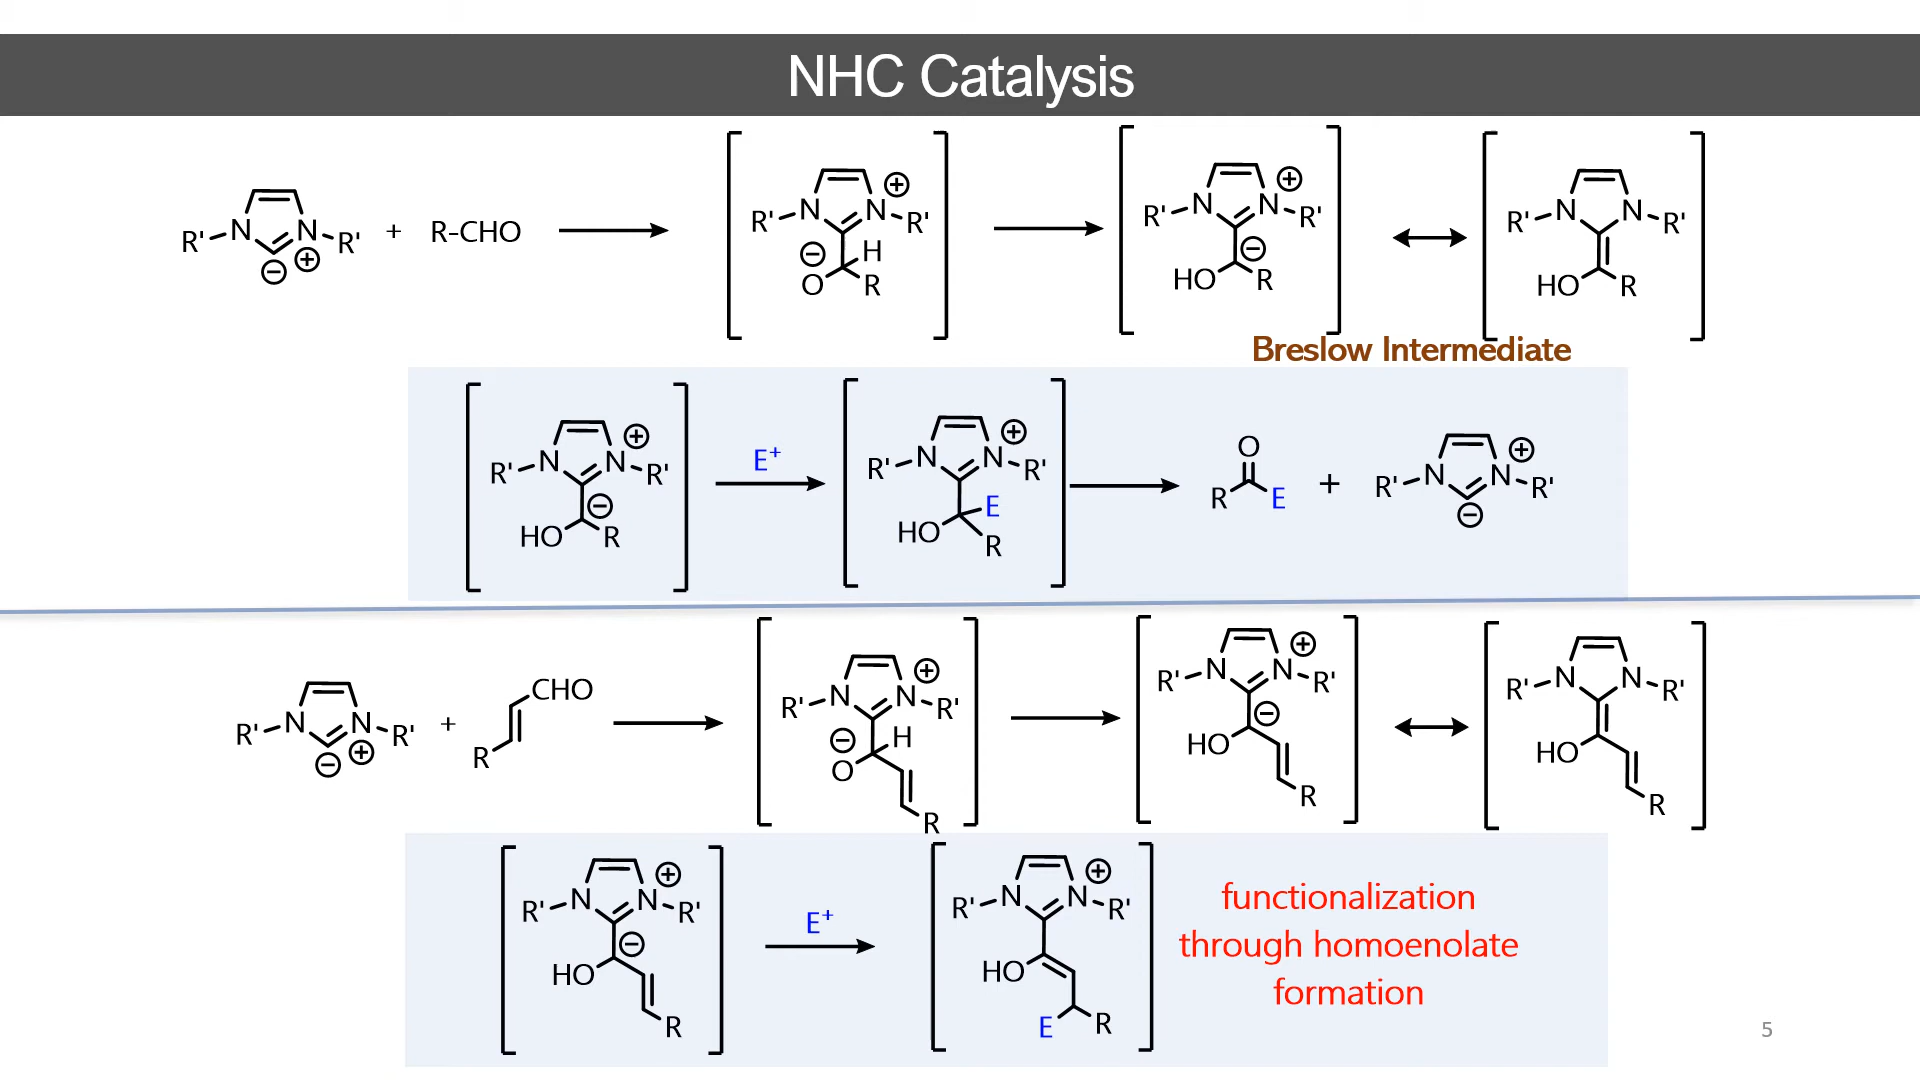 NHC Catalysis
R' N N R' ⊖ ⊕ + R-CHO
R' N N R' ⊕ ⊖ H O R
R' N N R' ⊕ ⊖ HO R
R' N N R' HO R
Breslow Intermediate
R' N N R' ⊕ ⊖ HO R
E⁺
R' N N R' ⊕ E HO R
O R E + R' N N R' ⊕ ⊖
R' N N R' ⊖ ⊕ + CHO R
R' N N R' ⊕ ⊖ H O R
R' N N R' ⊕ ⊖ HO R
R' N N R' HO R
R' N N R' ⊕ ⊖ HO R
E⁺
R' N N R' ⊕ HO E R
functionalization
through homoenolate
formation
5